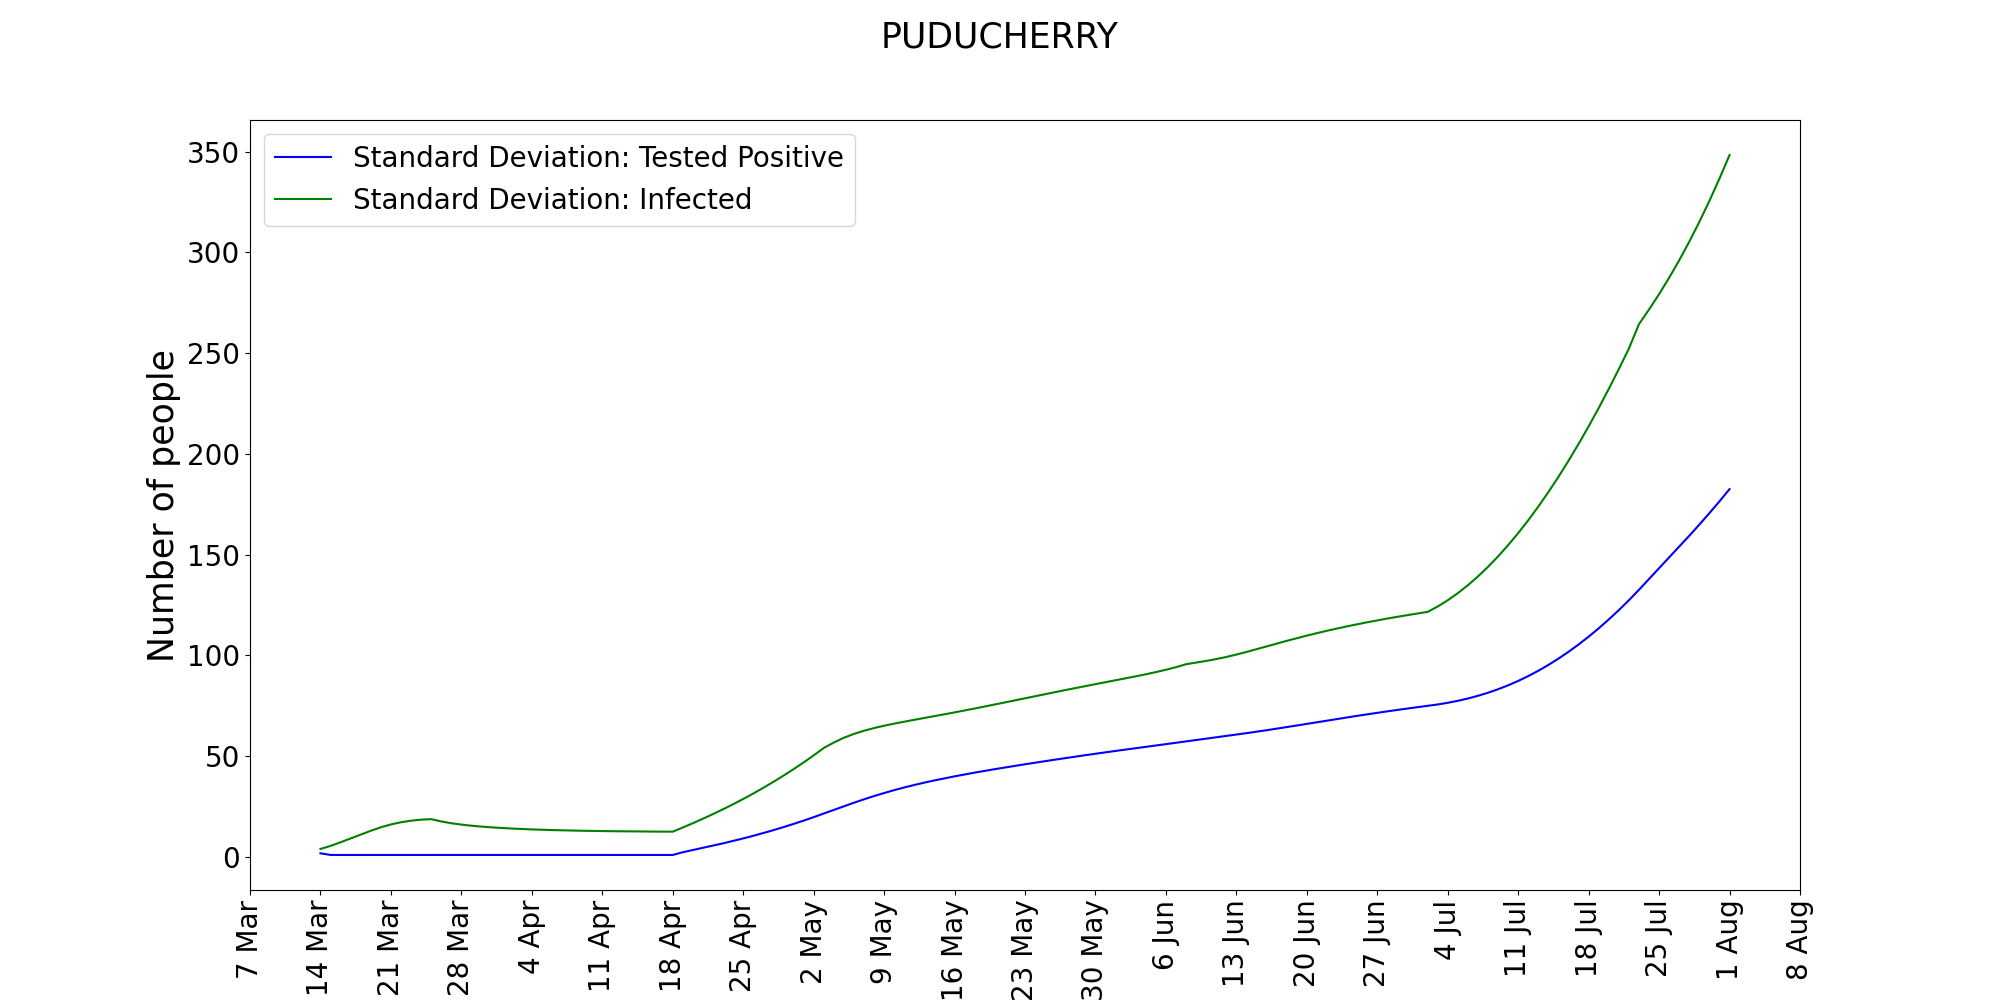 PUDUCHERRY
Standard Deviation: Tested Positive
Standard Deviation: Infected
Number of people
350
300
250
200
150
100
50
0
7 Mar
14 Mar
21 Mar
28 Mar
4 Apr
11 Apr
18 Apr
25 Apr
2 May
9 May
16 May
23 May
30 May
6 Jun
13 Jun
20 Jun
27 Jun
4 Jul
11 Jul
18 Jul
25 Jul
1 Aug
8 Aug